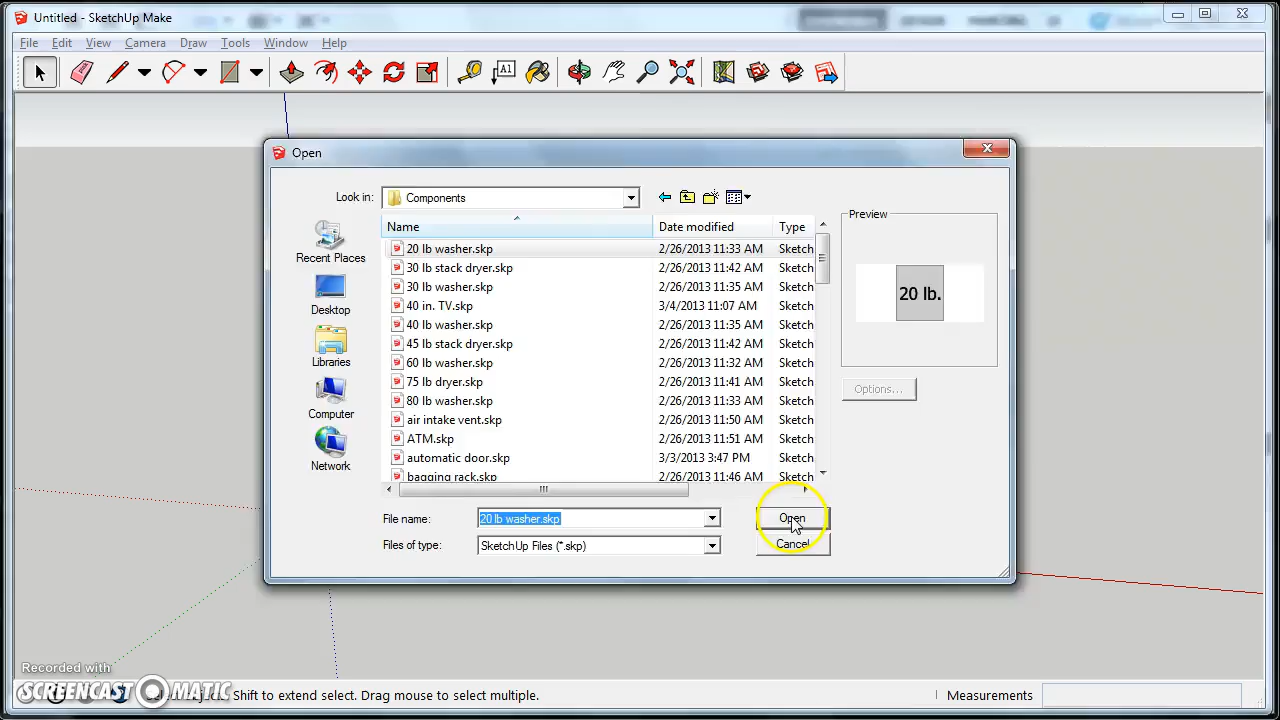 Untitled - SketchUp Make
File Edit View Camera Draw Tools Window Help
A1
Open
Look in: Components
Recent Places
Desktop
Libraries
Computer
Network
Name Date modified Type
20 lb washer.skp 2/26/2013 11:33 AM Sketch
30 lb stack dryer.skp 2/26/2013 11:42 AM Sketch
30 lb washer.skp 2/26/2013 11:35 AM Sketch
40 in. TV.skp 3/4/2013 11:07 AM Sketch
40 lb washer.skp 2/26/2013 11:35 AM Sketch
45 lb stack dryer.skp 2/26/2013 11:42 AM Sketch
60 lb washer.skp 2/26/2013 11:32 AM Sketch
75 lb dryer.skp 2/26/2013 11:41 AM Sketch
80 lb washer.skp 2/26/2013 11:33 AM Sketch
air intake vent.skp 2/26/2013 11:50 AM Sketch
ATM.skp 2/26/2013 11:51 AM Sketch
automatic door.skp 3/3/2013 3:47 PM Sketch
bagging rack.skp 2/26/2013 11:46 AM Sketch
Preview
20 lb.
Options...
File name: 20 lb washer.skp
Open
Files of type: SketchUp Files (*.skp)
Cancel
Recorded with
SCREENCAST MATIC
Shift to extend select. Drag mouse to select multiple.
Measurements